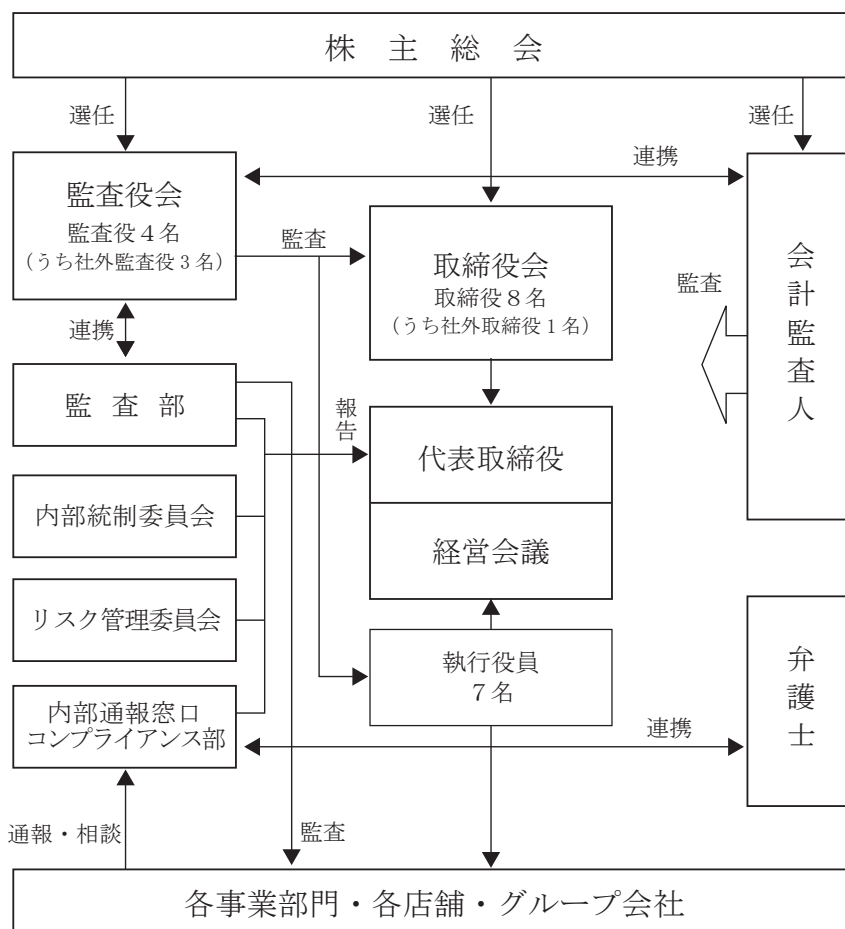 株主総会
選任
選任
選任
連携
監査役会
監査役4名
(うち社外監査役3名)
監査
取締役会
取締役8名
(うち社外取締役1名)
監査
会計監査人
連携
監査部
報告
代表取締役
内部統制委員会
経営会議
リスク管理委員会
執行役員
7名
弁護士
内部通報窓口
コンプライアンス部
連携
通報・相談
監査
各事業部門・各店舗・グループ会社